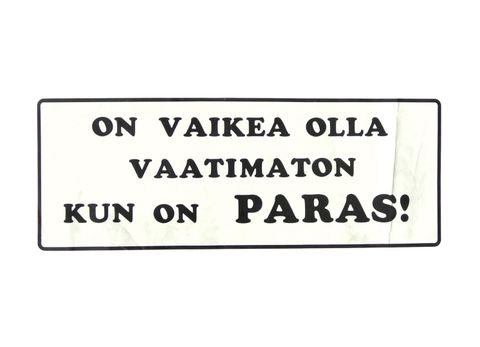 ON VAIKEA OLLA
VAATIMATON
KUN ON PARAS!